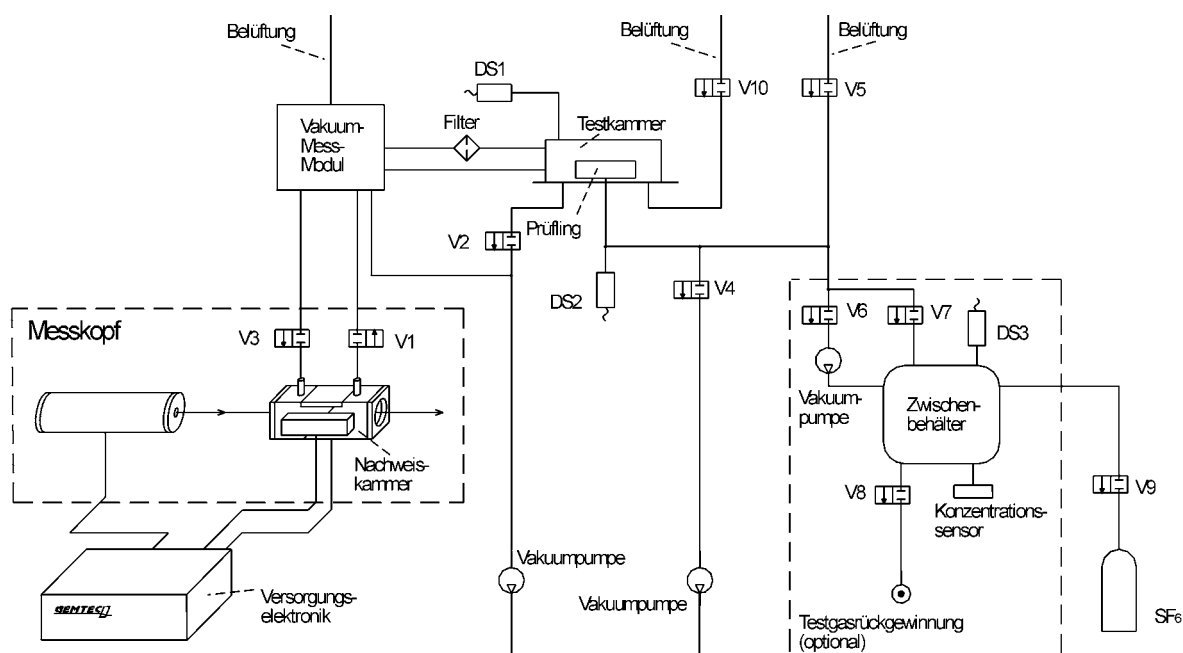 Belüftung
Belüftung
Belüftung
DS1
V10
V5
Vakuum-
Mess-
Modul
Filter
Testkammer
Prüfling
V2
DS2
V4
Messkopf
V3
V1
V6
V7
DS3
Vakuum-
pumpe
Zwischen-
behälter
Nachweis-
kammer
V8
V9
Konzentrations-
sensor
Vakuumpumpe
Vakuumpumpe
GEMTEC
Versorgungs-
elektronik
Testgasrückgewinnung
(optional)
SF6